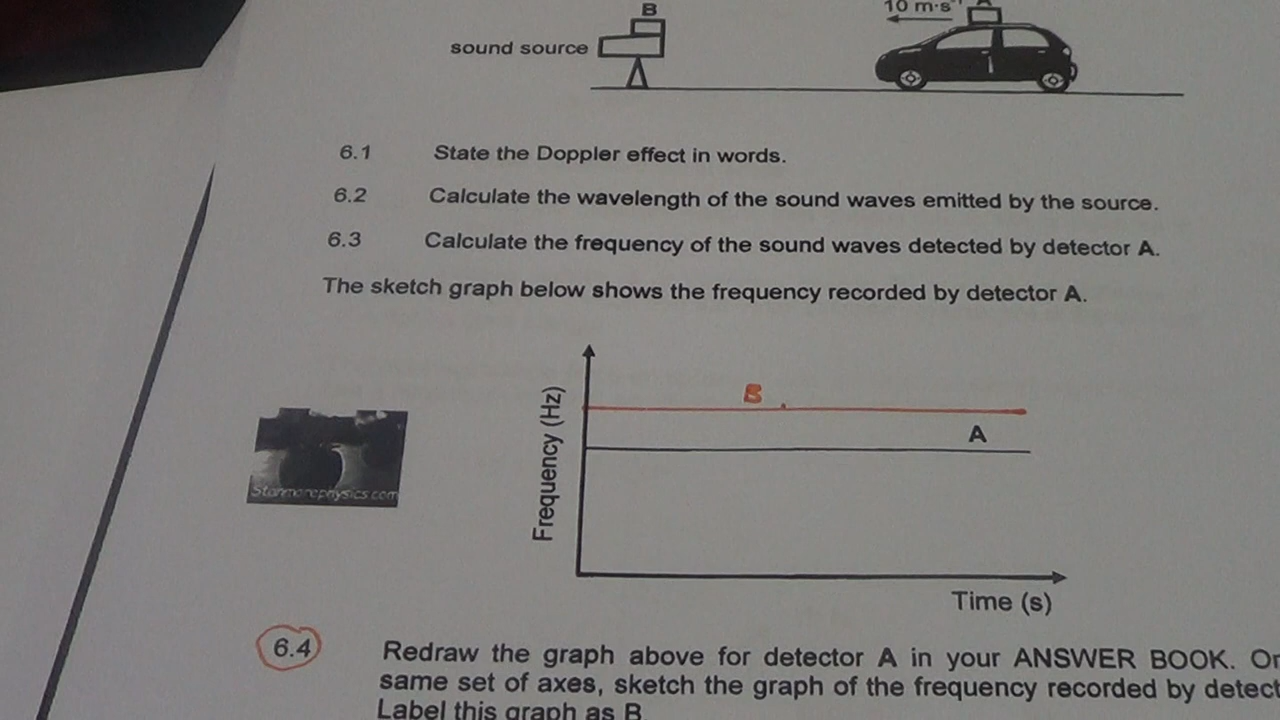 B
10 m·s⁻¹ A
sound source
6.1 State the Doppler effect in words.
6.2 Calculate the wavelength of the sound waves emitted by the source.
6.3 Calculate the frequency of the sound waves detected by detector A.
The sketch graph below shows the frequency recorded by detector A.
B
A
Frequency (Hz)
Stanmorephysics.com
Time (s)
6.4 Redraw the graph above for detector A in your ANSWER BOOK. On
same set of axes, sketch the graph of the frequency recorded by detect
Label this graph as B